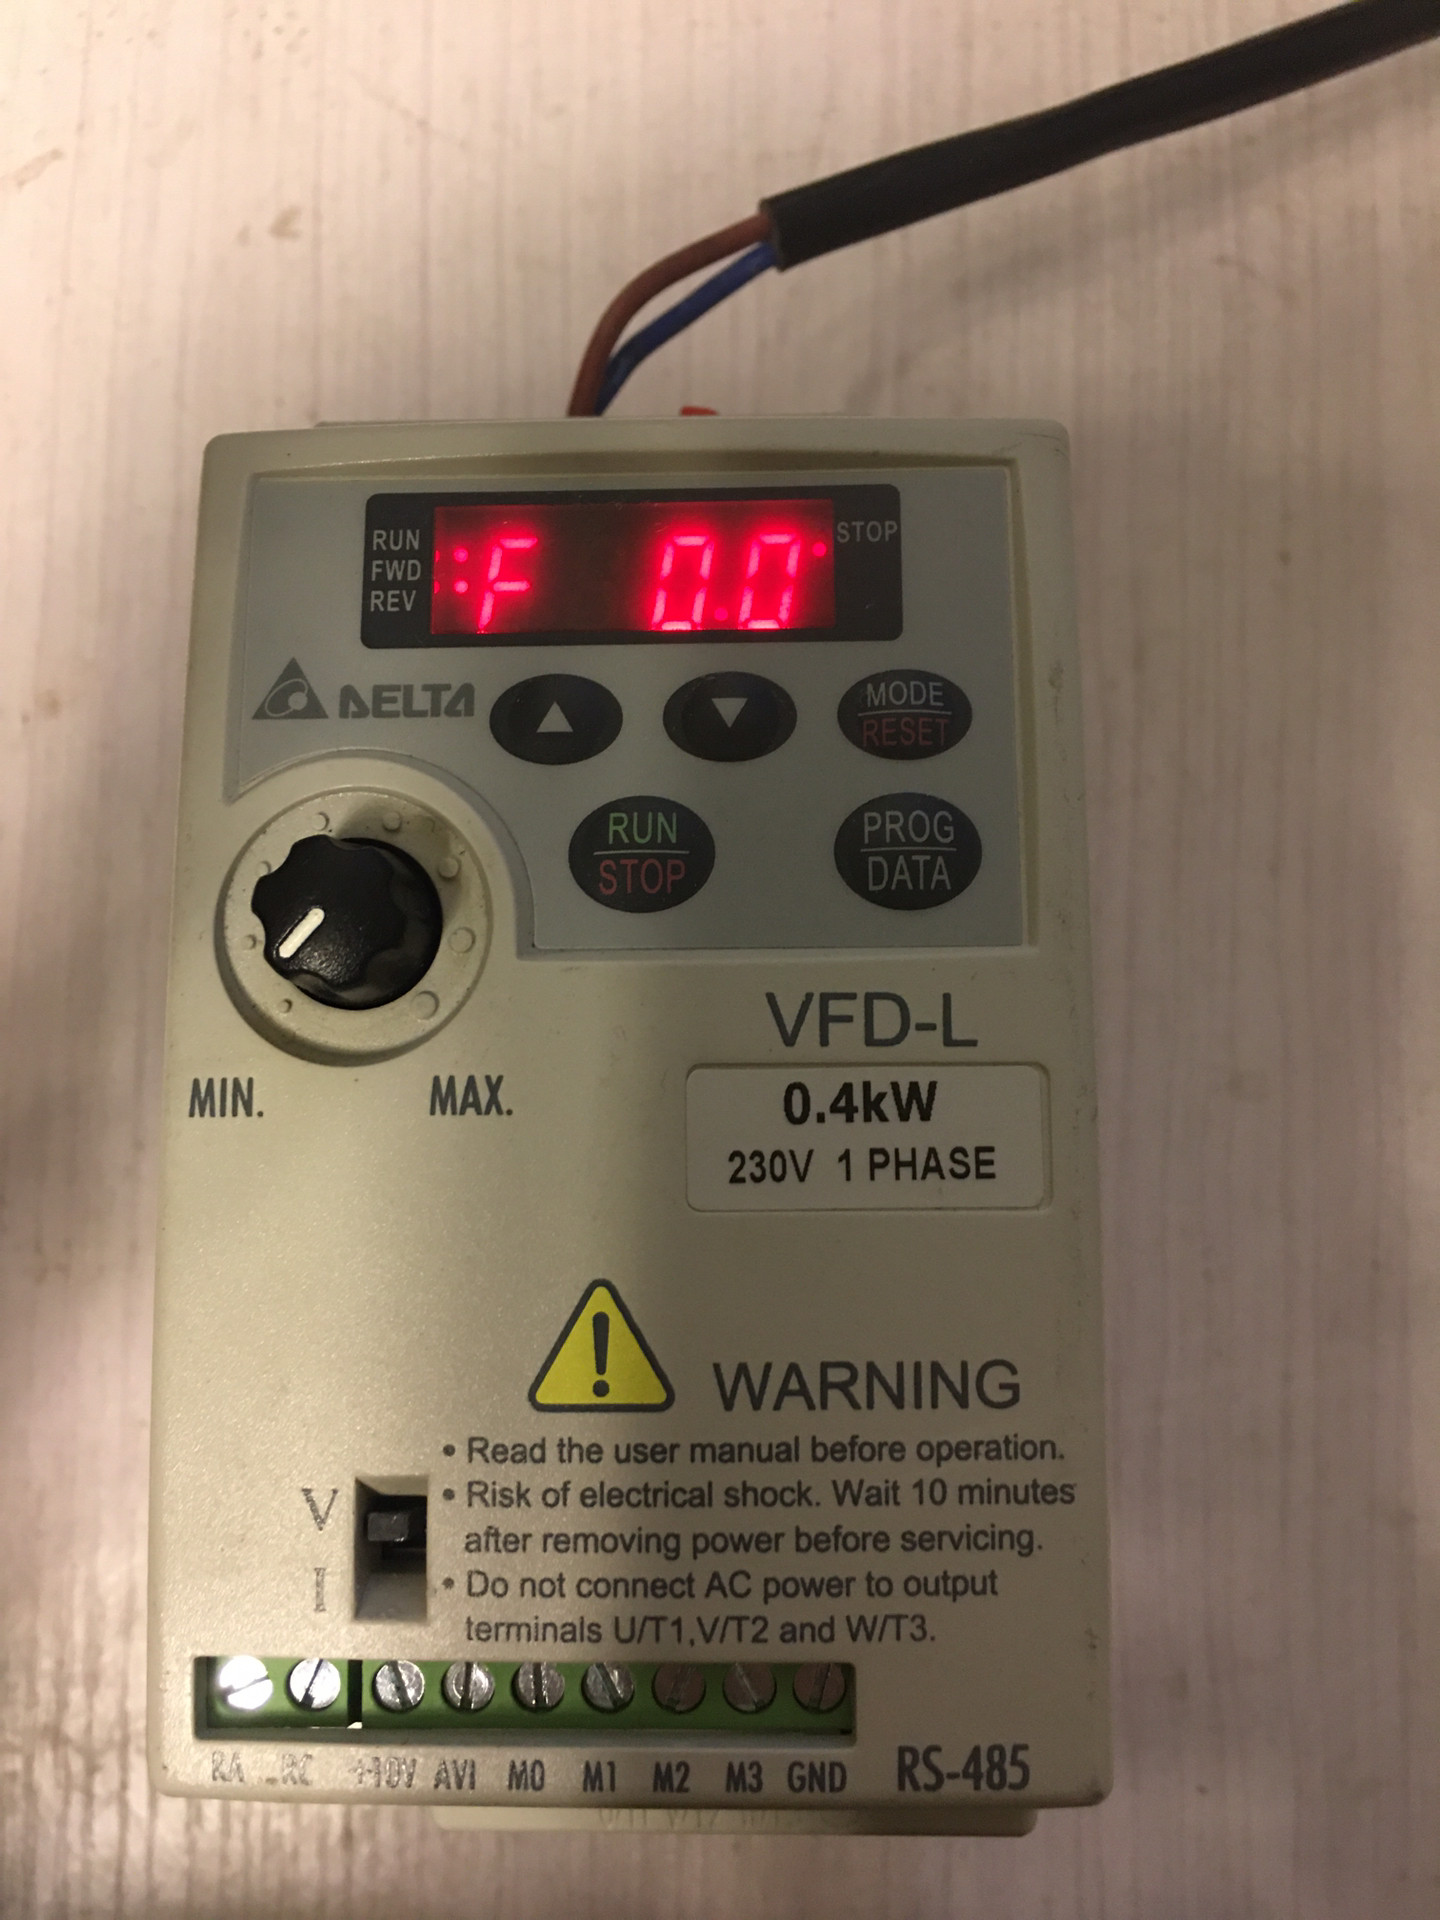 RUN
FWD
REV
F 0.0
STOP
DELTA
MODE
RESET
RUN
STOP
PROG
DATA
MIN.
MAX.
VFD-L
0.4kW
230V 1 PHASE
WARNING
• Read the user manual before operation.
• Risk of electrical shock. Wait 10 minutes
after removing power before servicing.
• Do not connect AC power to output
terminals U/T1,V/T2 and W/T3.
V
I
RA RC +10V AVI M0 M1 M2 M3 GND
RS-485